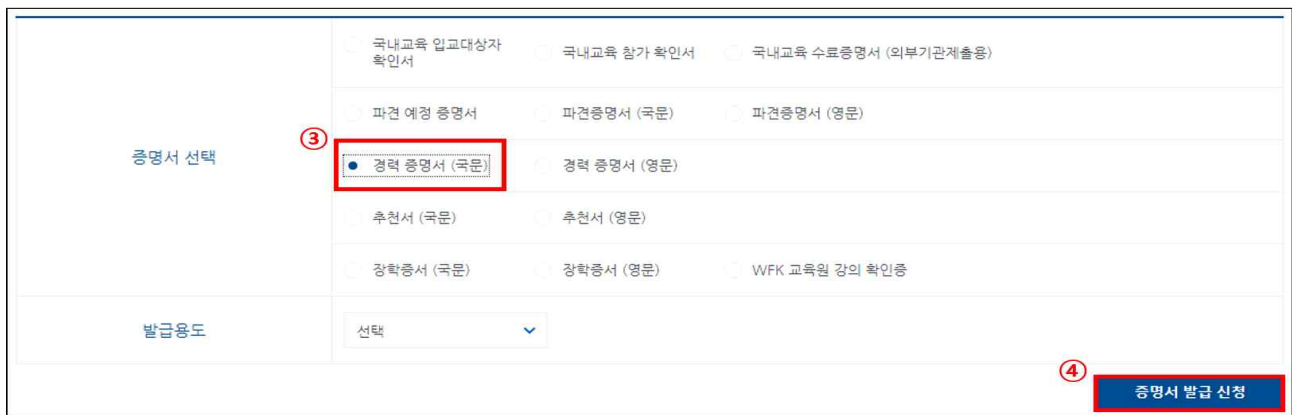 국내교육 입교대상자
확인서
국내교육 참가 확인서
국내교육 수료증명서 (외부기관제출용)
파견 예정 증명서
파견증명서 (국문)
파견증명서 (영문)
증명서 선택
③
경력 증명서 (국문)
경력 증명서 (영문)
추천서 (국문)
추천서 (영문)
장학증서 (국문)
장학증서 (영문)
WFK 교육원 강의 확인증
발급용도
선택
④
증명서 발급 신청